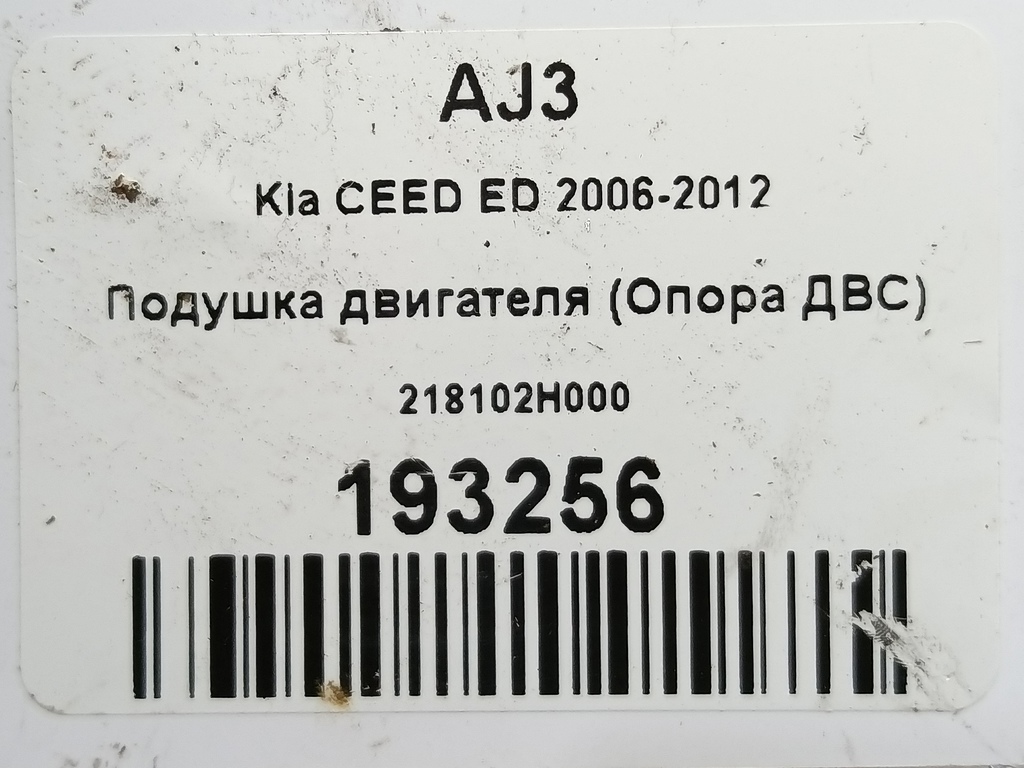 AJ3
Kia CEED ED 2006-2012
Подушка двигателя (Опора ДВС)
218102H000
193256